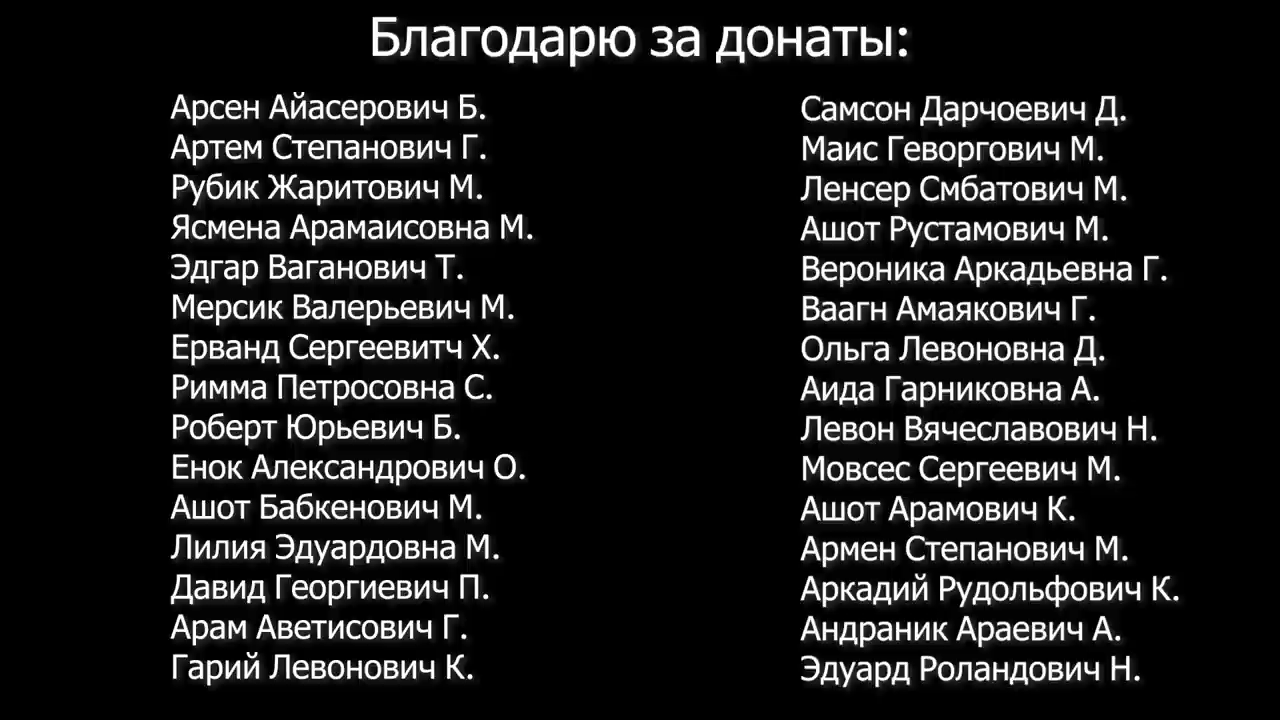 Благодарю за донаты:
Арсен Айасерович Б.
Артем Степанович Г.
Рубик Жаритович М.
Ясмена Арамаисовна М.
Эдгар Ваганович Т.
Мерсик Валерьевич М.
Ерванд Сергеевитч Х.
Римма Петросовна С.
Роберт Юрьевич Б.
Енок Александрович О.
Ашот Бабкенович М.
Лилия Эдуардовна М.
Давид Георгиевич П.
Арам Аветисович Г.
Гарий Левонович К.
Самсон Дарчоевич Д.
Маис Геворгович М.
Ленсер Смбатович М.
Ашот Рустамович М.
Вероника Аркадьевна Г.
Ваагн Амаякович Г.
Ольга Левоновна Д.
Аида Гарниковна А.
Левон Вячеславович Н.
Мовсес Сергеевич М.
Ашот Арамович К.
Армен Степанович М.
Аркадий Рудольфович К.
Андраник Араевич А.
Эдуард Роландович Н.